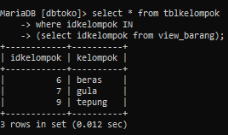 MariaDB [dbtoko]> select * from tblkelompok
    -> where idkelompok IN
    -> (select idkelompok from view_barang);
+------------+----------+
| idkelompok | kelompok |
+------------+----------+
|          6 | beras    |
|          7 | gula     |
|          9 | tepung   |
+------------+----------+
3 rows in set (0.012 sec)